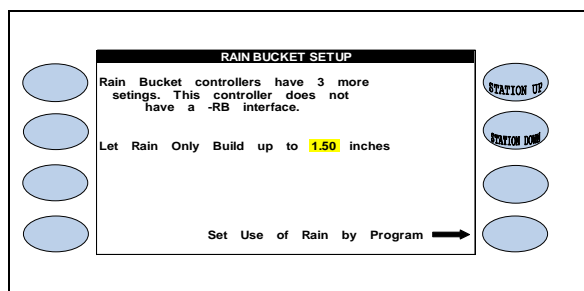 RAIN BUCKET SETUP
Rain Bucket controllers have 3 more
setings. This controller does not
have a -RB interface.
STATION UP
STATION DOWN
Let Rain Only Build up to 1.50 inches
Set Use of Rain by Program